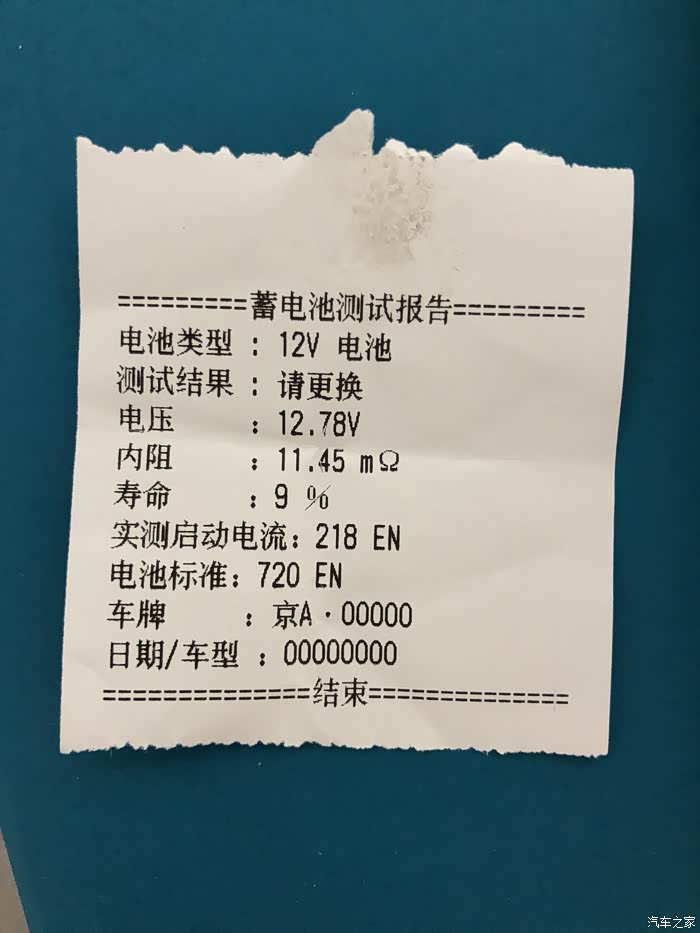 =========蓄电池测试报告=========
电池类型 : 12V 电池
测试结果 : 请更换
电压 : 12.78V
内阻 : 11.45 mΩ
寿命 : 9 %
实测启动电流: 218 EN
电池标准: 720 EN
车牌 : 京A·00000
日期/车型 : 00000000
==============结束==============
汽车之家